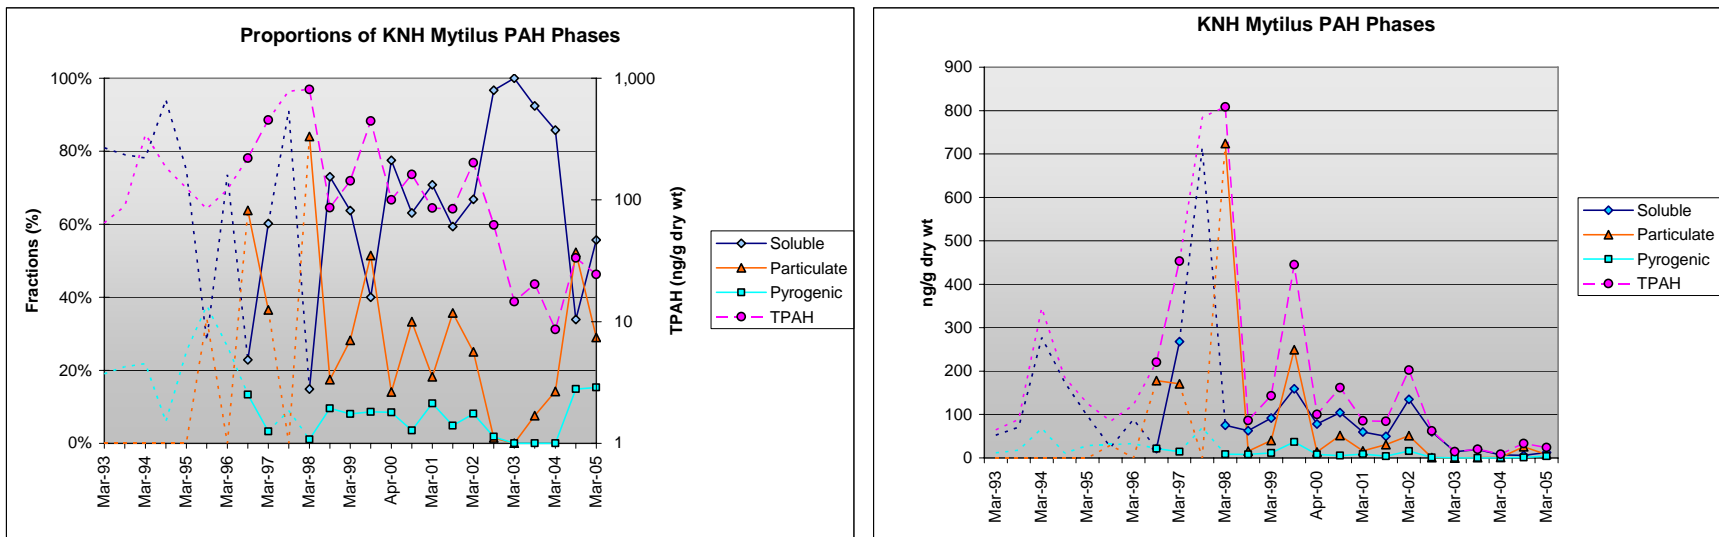 Proportions of KNH Mytilus PAH Phases
100%
80%
60%
40%
20%
0%
Fractions (%)
1,000
100
10
1
TPAH (ng/g dry wt)
Mar-93
Mar-94
Mar-95
Mar-96
Mar-97
Mar-98
Mar-99
Apr-00
Mar-01
Mar-02
Mar-03
Mar-04
Mar-05
Soluble
Particulate
Pyrogenic
TPAH
KNH Mytilus PAH Phases
900
800
700
600
500
400
300
200
100
0
ng/g dry wt
Mar-93
Mar-94
Mar-95
Mar-96
Mar-97
Mar-98
Mar-99
Apr-00
Mar-01
Mar-02
Mar-03
Mar-04
Mar-05
Soluble
Particulate
Pyrogenic
TPAH